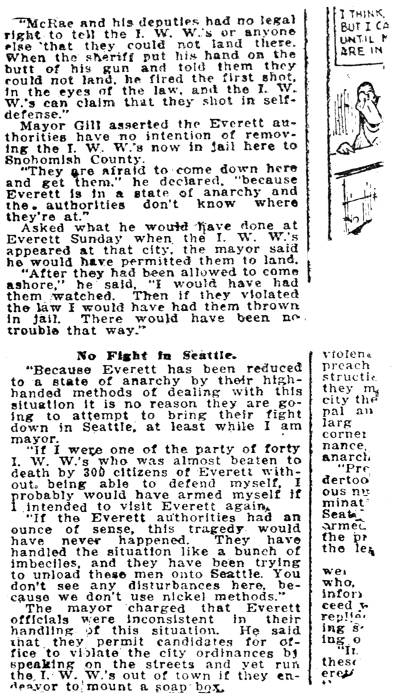 "McRae and his deputies had no legal
right to tell the I. W. W.'s or anyone
else that they could not land there.
When the sheriff put his hand on the
butt of his gun and told them they
could not land, he fired the first shot,
in the eyes of the law, and the I. W.
W.'s can claim that they shot in self-
defense."
Mayor Gill asserted the Everett au-
thorities have no intention of remov-
ing the I. W. W.'s now in jail here to
Snohomish County.
"They are afraid to come down here
and get them," he declared, "because
Everett is in a state of anarchy and
the authorities don't know where
they're at."
Asked what he would have done at
Everett Sunday when the I. W. W.'s
appeared at that city, the mayor said
he would have permitted them to land.
"After they had been allowed to come
ashore," he said, "I would have had
them watched. Then if they violated
the law I would have had them thrown
in jail. There would have been no
trouble that way."
No Fight in Seattle.
"Because Everett has been reduced
to a state of anarchy by their high-
handed methods of dealing with this
situation it is no reason they are go-
ing to attempt to bring their fight
down in Seattle, at least while I am
mayor.
"If I were one of the party of forty
I. W. W.'s who was almost beaten to
death by 300 citizens of Everett with-
out being able to defend myself, I
probably would have armed myself if
I intended to visit Everett again.
"If the Everett authorities had an
ounce of sense, this tragedy would
have never happened. They have
handled the situation like a bunch of
imbeciles, and they have been trying
to unload these men onto Seattle. You
don't see any disturbances here, be-
cause we don't use nickel methods."
The mayor charged that Everett
officials were inconsistent in their
handling of this situation. He said
that they permit candidates for of-
fice to violate the city ordinances by
speaking on the streets and yet run
the I. W. W.'s out of town if they en-
deavor to mount a soap box.
I THINK
BUT I CA
UNTIL
ARE IN
violen
preach
structi
they m
city the
pal an
larg
corner
nance
anarch
"Pre
dertoo
ous nu
minat
Seat
armed
the pr
the le
wer
who,
infor
ceed
replie
ing s
ing o
"It
these